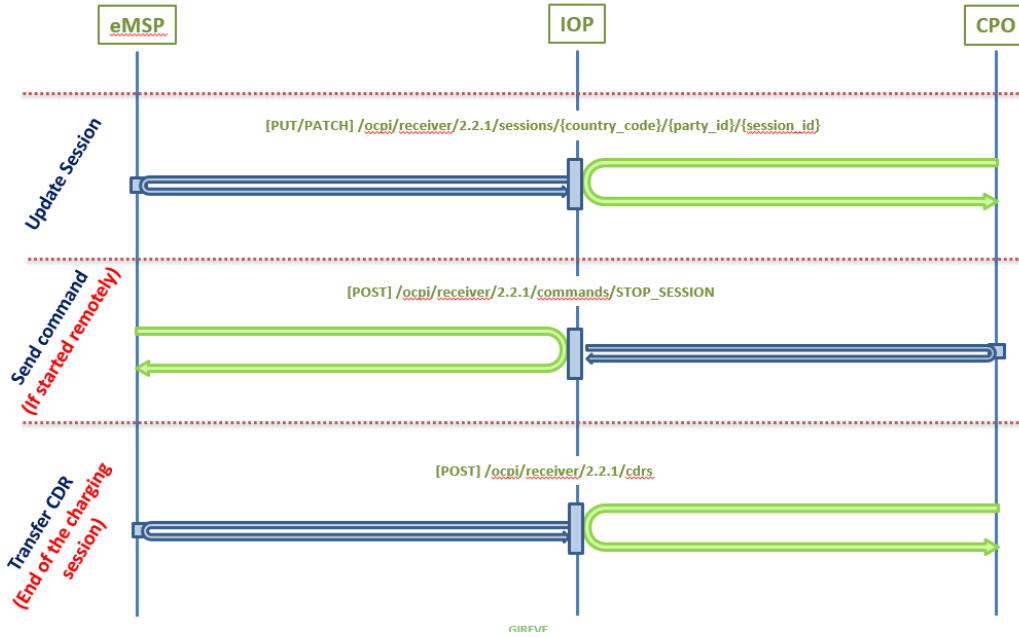 eMSP
IOP
CPO
Update Session
[PUT/PATCH] /ocpi/receiver/2.2.1/sessions/{country_code}/{party_id}/{session_id}
Send command
(If started remotely)
[POST] /ocpi/receiver/2.2.1/commands/STOP_SESSION
Transfer CDR
(End of the charging
session)
[POST] /ocpi/receiver/2.2.1/cdrs
GIREVE